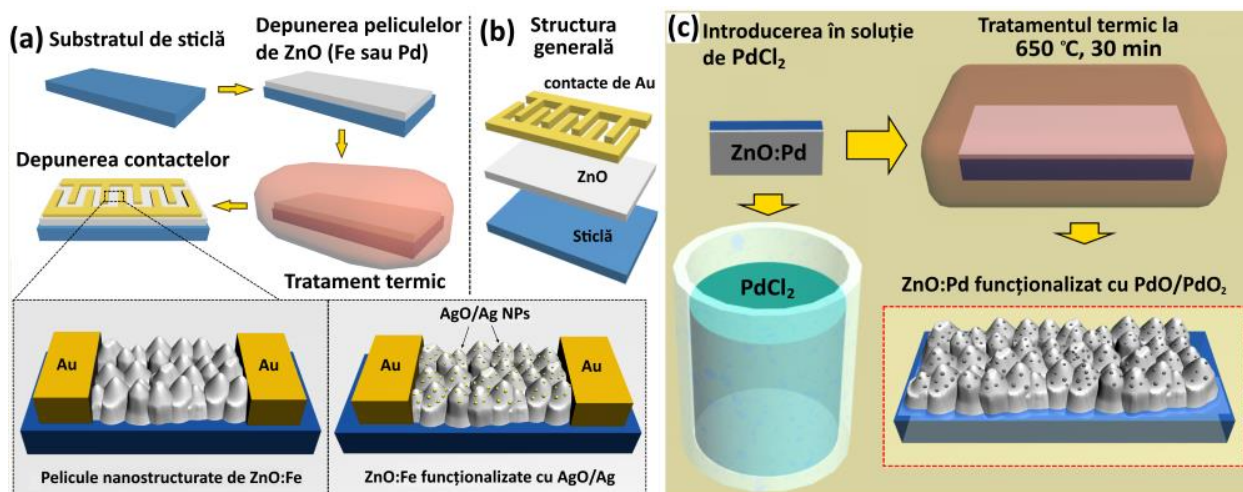 (a)
Substratul de sticlă
Depunerea peliculelor
de ZnO (Fe sau Pd)
Depunerea contactelor
Tratament termic
Au
Au
Pelicule nanostructurate de ZnO:Fe
AgO/Ag NPs
Au
Au
ZnO:Fe funcționalizate cu AgO/Ag
(b)
Structura
generală
contacte de Au
ZnO
Sticlă
(c)
Introducerea în soluție
de PdCl₂
ZnO:Pd
PdCl₂
Tratamentul termic la
650 °C, 30 min
ZnO:Pd funcționalizat cu PdO/PdO₂